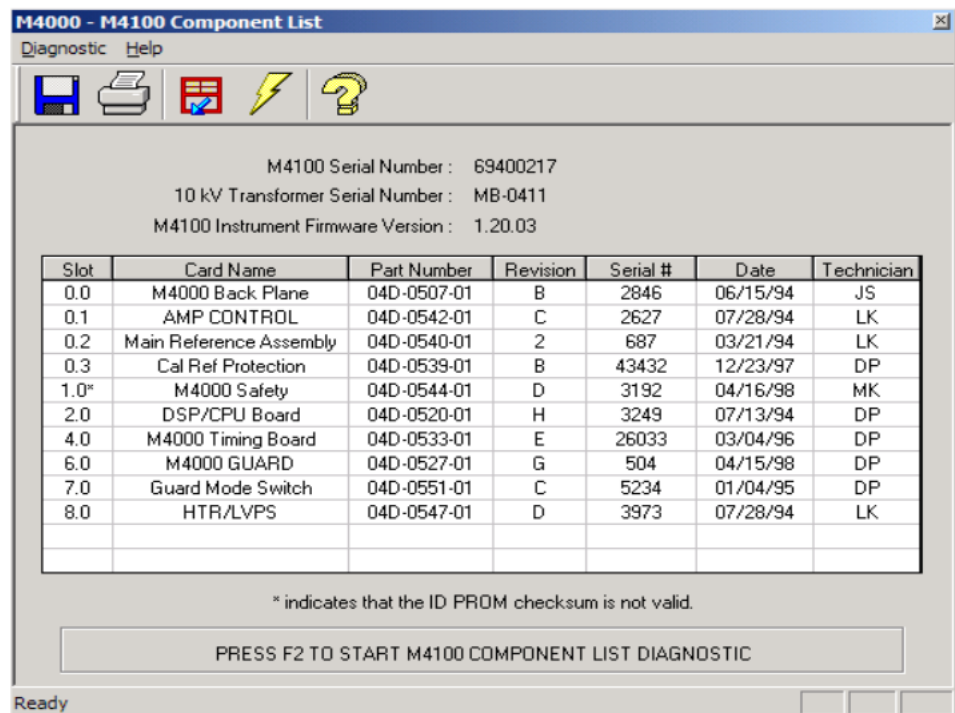 M4000 - M4100 Component List
Diagnostic Help
M4100 Serial Number : 69400217
10 kV Transformer Serial Number : MB-0411
M4100 Instrument Firmware Version : 1.20.03
Slot Card Name Part Number Revision Serial # Date Technician
0.0 M4000 Back Plane 04D-0507-01 B 2846 06/15/94 JS
0.1 AMP CONTROL 04D-0542-01 C 2627 07/28/94 LK
0.2 Main Reference Assembly 04D-0540-01 2 687 03/21/94 LK
0.3 Cal Ref Protection 04D-0539-01 B 43432 12/23/97 DP
1.0* M4000 Safety 04D-0544-01 D 3192 04/16/98 MK
2.0 DSP/CPU Board 04D-0520-01 H 3249 07/13/94 DP
4.0 M4000 Timing Board 04D-0533-01 E 26033 03/04/96 DP
6.0 M4000 GUARD 04D-0527-01 G 504 04/15/98 DP
7.0 Guard Mode Switch 04D-0551-01 C 5234 01/04/95 DP
8.0 HTR/LVPS 04D-0547-01 D 3973 07/28/94 LK
* indicates that the ID PROM checksum is not valid.
PRESS F2 TO START M4100 COMPONENT LIST DIAGNOSTIC
Ready